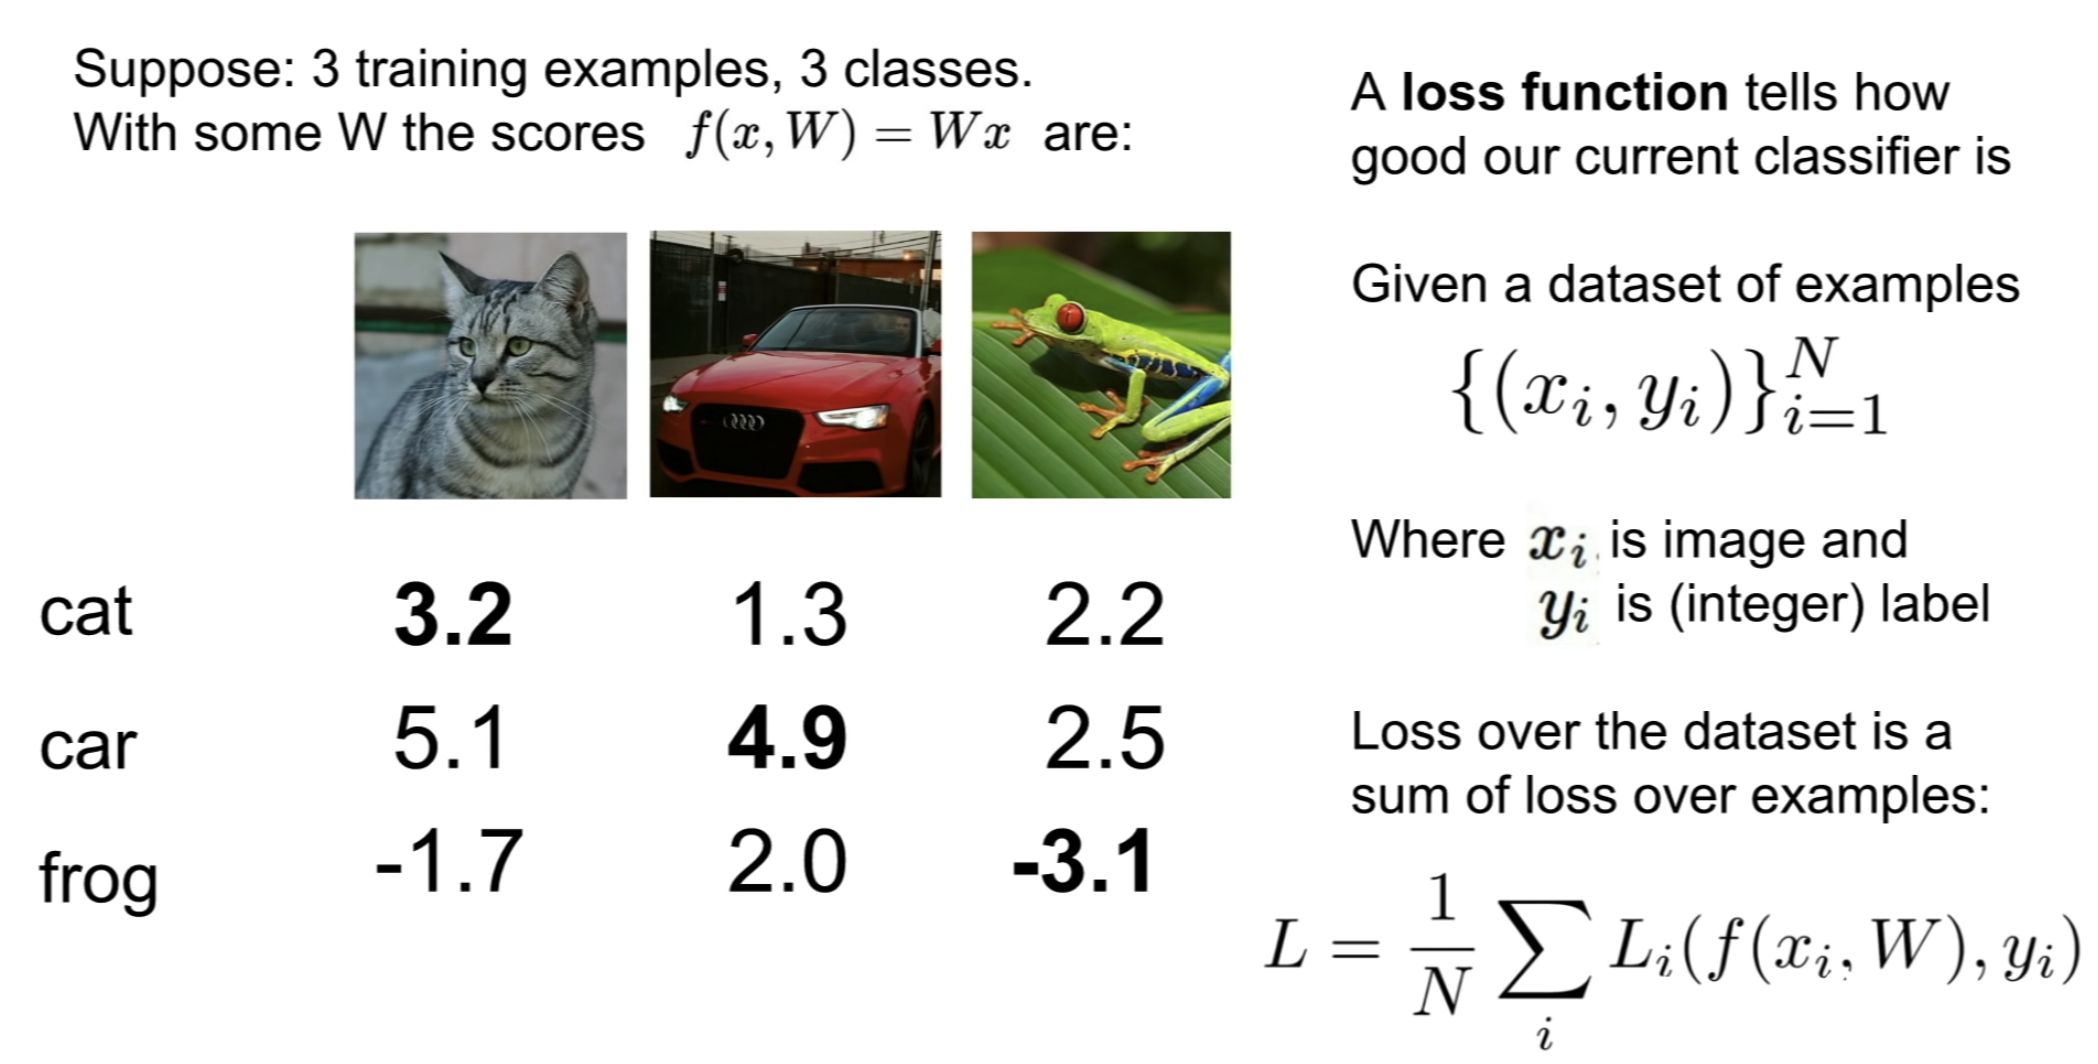 Suppose: 3 training examples, 3 classes.
With some W the scores f(x, W) = Wx are:
cat 3.2 1.3 2.2
car 5.1 4.9 2.5
frog -1.7 2.0 -3.1
A loss function tells how
good our current classifier is
Given a dataset of examples
{(x_i, y_i)}_{i=1}^N
Where x_i is image and
y_i is (integer) label
Loss over the dataset is a
sum of loss over examples:
L = \frac{1}{N} \sum_i L_i(f(x_i, W), y_i)